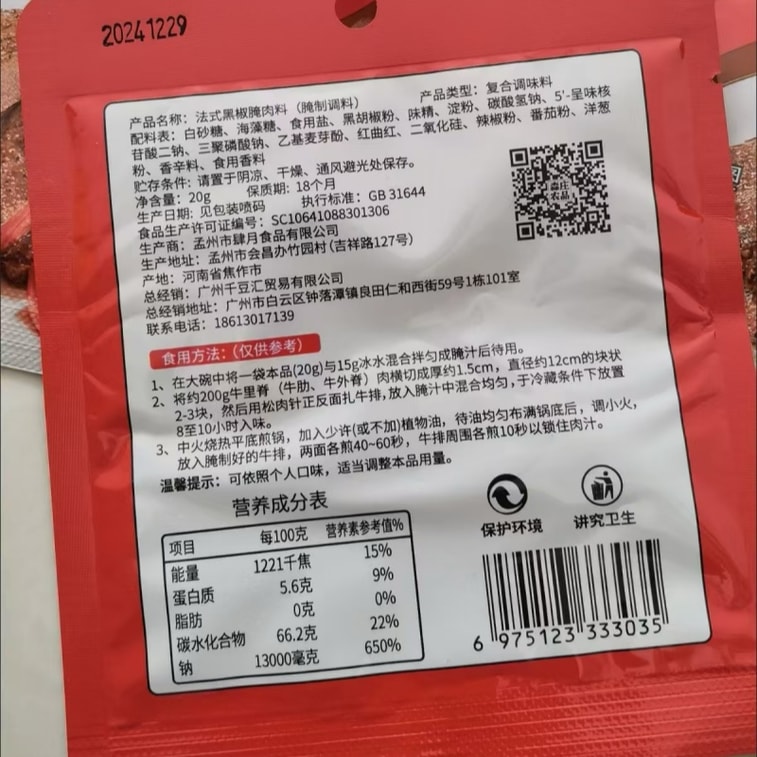 20241229
产品名称：法式黑椒腌肉料（腌制调料） 产品类型：复合调味料
配料表：白砂糖、海藻糖、食用盐、黑胡椒粉、味精、淀粉、碳酸氢钠、5'-呈味核
苷酸二钠、三聚磷酸钠、乙基麦芽酚、红曲红、二氧化硅、辣椒粉、番茄粉、洋葱
粉、香辛料、食用香料
贮存条件：请置于阴凉、干燥、通风避光处保存。
净含量：20g 保质期：18个月
生产日期：见包装喷码 执行标准：GB 31644
食品生产许可证编号：SC10641088301306
生产商：孟州市肆月食品有限公司
生产地址：孟州市会昌办竹园村(吉祥路127号)
产地：河南省焦作市
总经销：广州千豆汇贸易有限公司
总经销地址：广州市白云区钟落潭镇良田仁和西街59号1栋101室
联系电话：18613017139
森庄
农品
食用方法：（仅供参考）
1、在大碗中将一袋本品(20g)与15g冰水混合拌匀成腌汁后待用。
2、将约200g牛里脊（牛肋、牛外脊）肉横切成厚约1.5cm，直径约12cm的块状
2-3块，然后用松肉针正反面扎牛排,放入腌汁中混合均匀，于冷藏条件下放置
8至10小时入味。
3、中火烧热平底煎锅，加入少许(或不加)植物油，待油均匀布满锅底后，调小火，
放入腌制好的牛排，两面各煎40~60秒，牛排周围各煎10秒以锁住肉汁。
温馨提示：可依照个人口味，适当调整本品用量。
营养成分表
项目 每100克 营养素参考值%
能量 1221千焦 15%
蛋白质 5.6克 9%
脂肪 0克 0%
碳水化合物 66.2克 22%
钠 13000毫克 650%
保护环境 讲究卫生
6 975123 333035